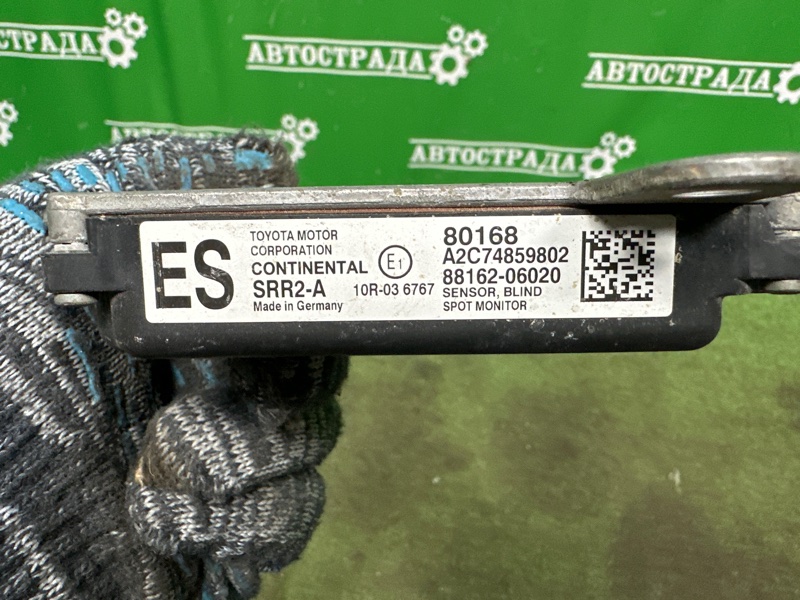 АВТОСТРАДА
АВТОСТРАДА
АВТОСТРАДА
АВТОСТРАДА
АВТОСТРАДА
ES
TOYOTA MOTOR
CORPORATION
CONTINENTAL
SRR2-A
Made in Germany
E1
10R-03 6767
80168
A2C74859802
88162-06020
SENSOR, BLIND
SPOT MONITOR